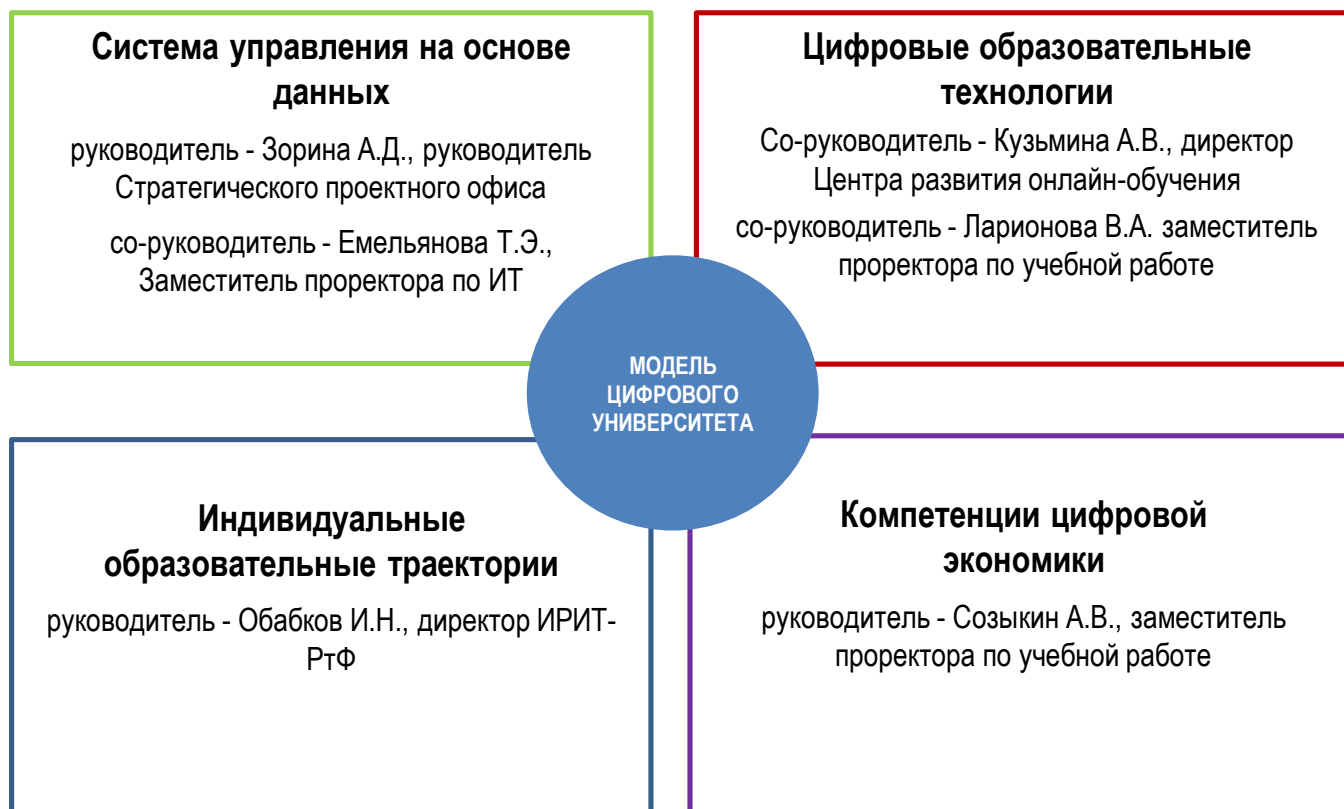 Система управления на основе
данных
руководитель - Зорина А.Д., руководитель
Стратегического проектного офиса
со-руководитель - Емельянова Т.Э.,
Заместитель проректора по ИТ
Цифровые образовательные
технологии
Со-руководитель - Кузьмина А.В., директор
Центра развития онлайн-обучения
со-руководитель - Ларионова В.А. заместитель
проректора по учебной работе
МОДЕЛЬ
ЦИФРОВОГО
УНИВЕРСИТЕТА
Индивидуальные
образовательные траектории
руководитель - Обабков И.Н., директор ИРИТ-
РтФ
Компетенции цифровой
экономики
руководитель - Созыкин А.В., заместитель
проректора по учебной работе